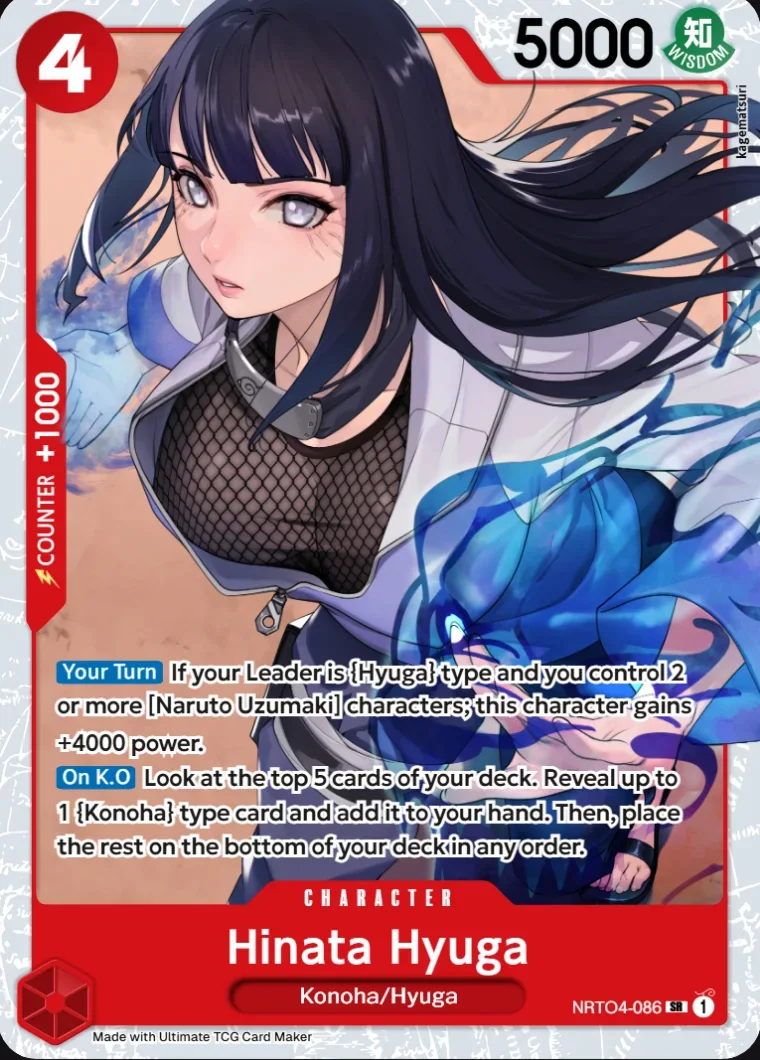 4
5000
知
WISDOM
kagematsuri
COUNTER +1000
Your Turn If your Leader is {Hyuga} type and you control 2
or more [Naruto Uzumaki] characters; this character gains
+4000 power.
On K.O Look at the top 5 cards of your deck. Reveal up to
1 {Konoha} type card and add it to your hand. Then, place
the rest on the bottom of your deck in any order.
CHARACTER
Hinata Hyuga
Konoha/Hyuga
NRTO4-086 SR 1
Made with Ultimate TCG Card Maker